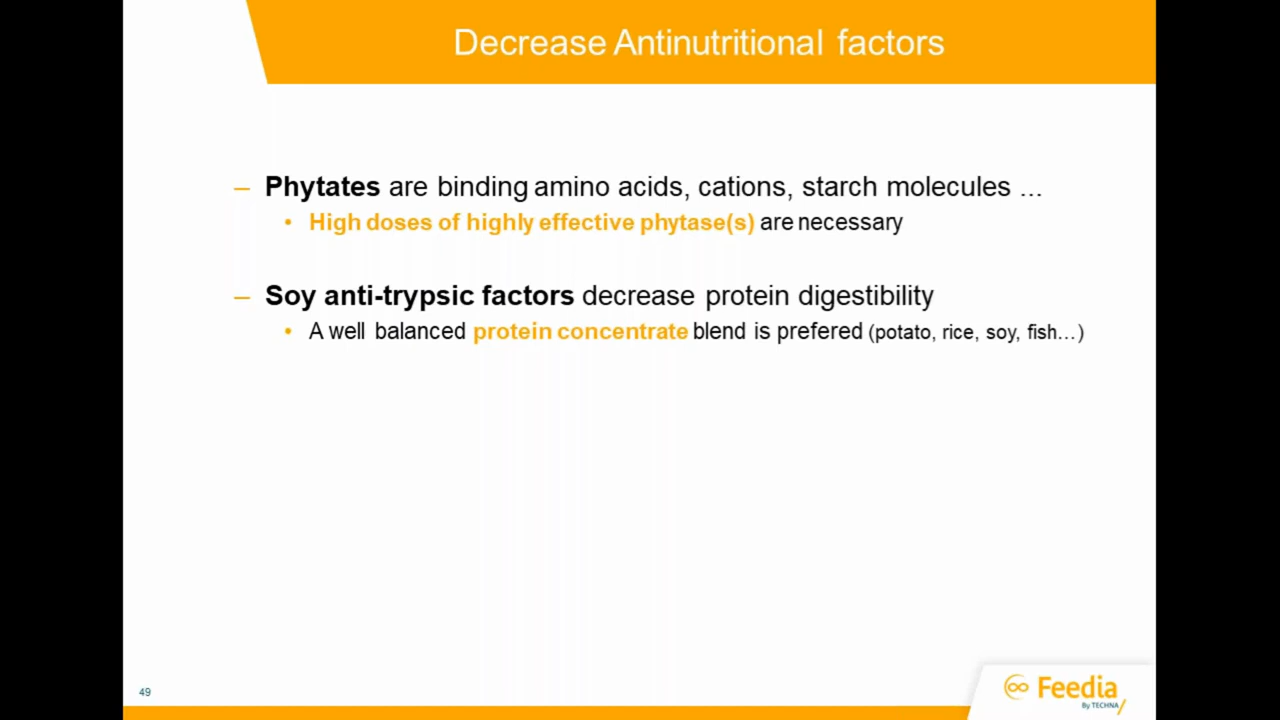 Decrease Antinutritional factors
– Phytates are binding amino acids, cations, starch molecules ...
• High doses of highly effective phytase(s) are necessary
– Soy anti-trypsic factors decrease protein digestibility
• A well balanced protein concentrate blend is prefered (potato, rice, soy, fish...)
49
Feedia
By TECHNA